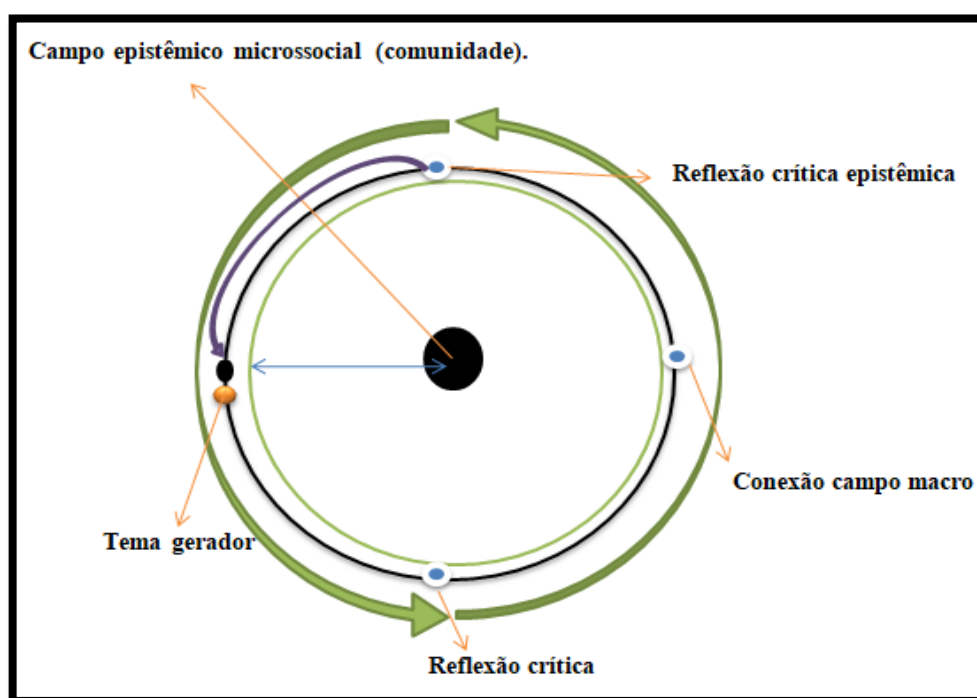 Campo epistêmico microssocial (comunidade).
Reflexão crítica epistêmica
Conexão campo macro
Tema gerador
Reflexão crítica